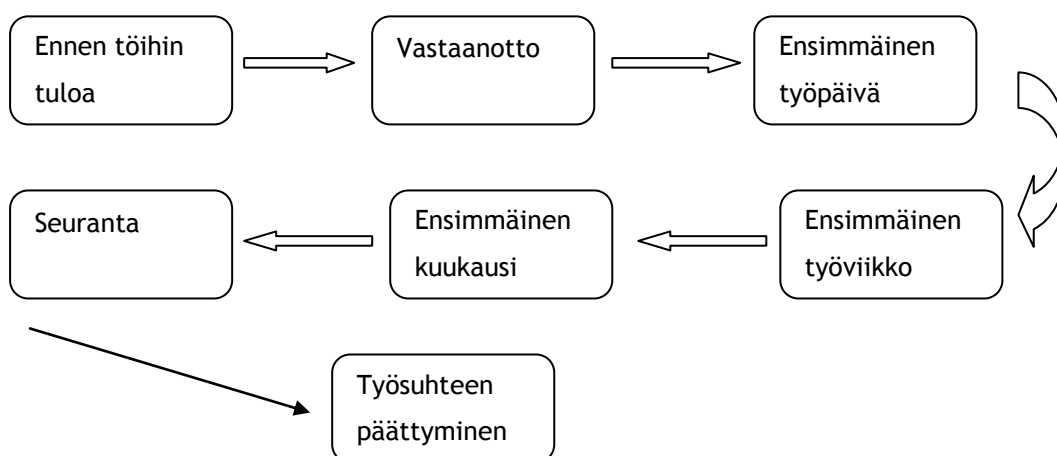 Ennen töihin
tuloa
Vastaanotto
Ensimmäinen
työpäivä
Ensimmäinen
työviikko
Ensimmäinen
kuukausi
Seuranta
Työsuhteen
päättyminen